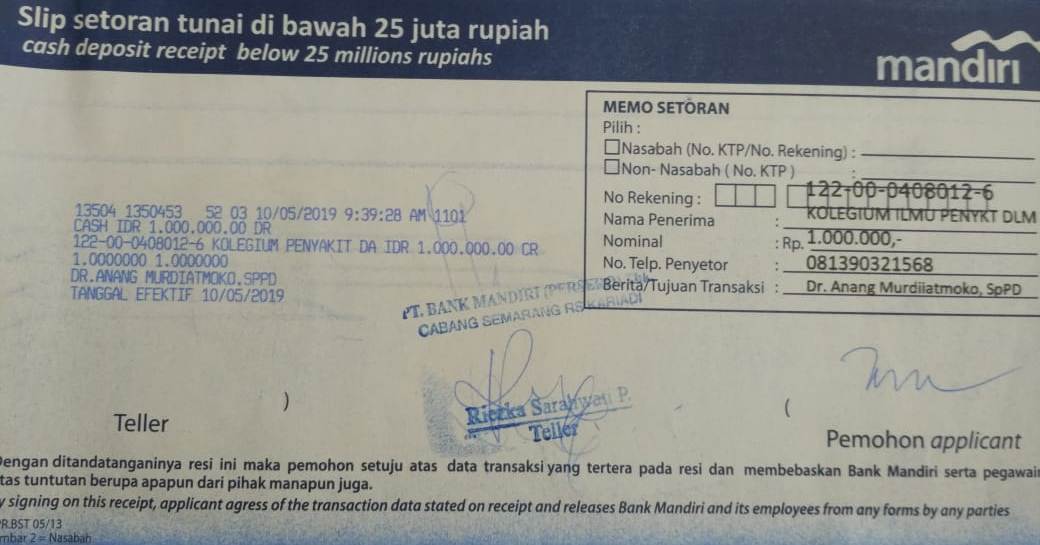 Slip setoran tunai di bawah 25 juta rupiah
cash deposit receipt below 25 millions rupiahs
mandiri
MEMO SETORAN
Pilih :
Nasabah (No. KTP/No. Rekening) :
Non- Nasabah ( No. KTP ) :
No Rekening : 122-00-0408012-6
Nama Penerima : KOLEGIUM ILMU PENYKT DLM
Nominal : Rp. 1.000.000,-
No. Telp. Penyetor : 081390321568
Berita/Tujuan Transaksi : Dr. Anang Murdiiatmoko, SpPD
13504 1350453 52 03 10/05/2019 9:39:28 AM 1101
CASH IDR 1.000.000.00 DR
122-00-0408012-6 KOLEGIUM PENYAKIT DA IDR 1.000.000.00 CR
1.0000000 1.0000000
DR.ANANG MURDIATMOKO.SPPD
TANGGAL EFEKTIF 10/05/2019
PT. BANK MANDIRI
CABANG SEMARANG RS KARIADI
)
Teller
Riezka Sarahwati P.
Teller
(
Pemohon applicant
Dengan ditandatanganinya resi ini maka pemohon setuju atas data transaksi yang tertera pada resi dan membebaskan Bank Mandiri serta pegawai
tas tuntutan berupa apapun dari pihak manapun juga.
y signing on this receipt, applicant agress of the transaction data stated on receipt and releases Bank Mandiri and its employees from any forms by any parties
R.BST 05/13
mbar 2 = Nasabah